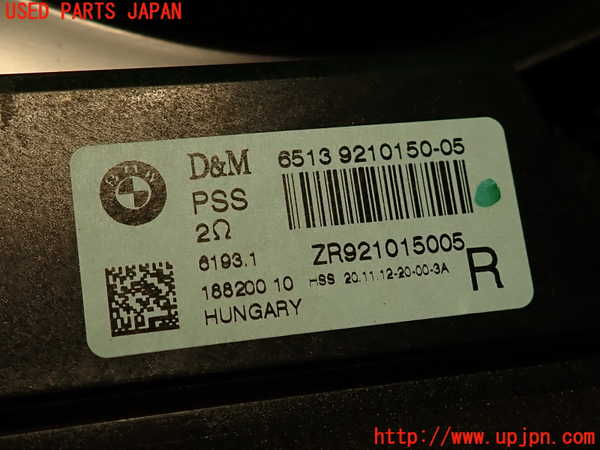 USED PARTS JAPAN
BMW
D&M
6513 9210150-05
PSS
2Ω
ZR921015005
6193.1
188200 10
HSS 20.11.12-20-00-3A
R
HUNGARY
http://www.upjpn.com